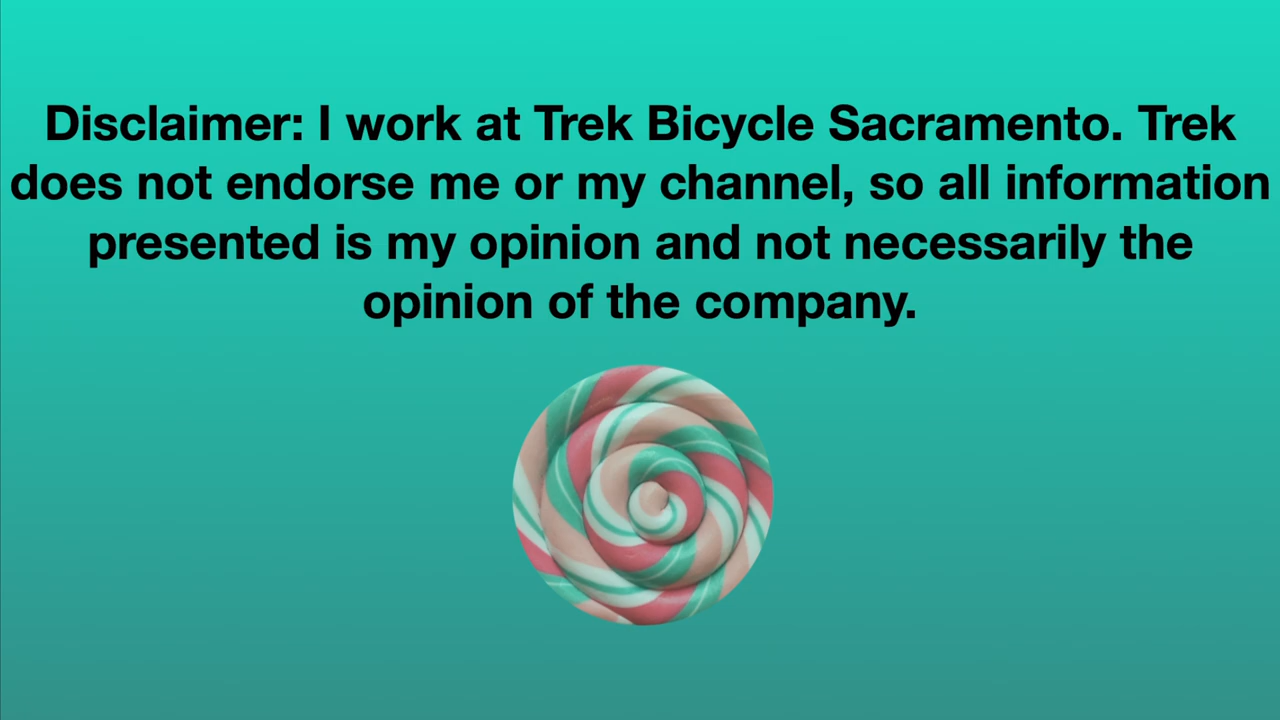 Disclaimer: I work at Trek Bicycle Sacramento. Trek
does not endorse me or my channel, so all information
presented is my opinion and not necessarily the
opinion of the company.